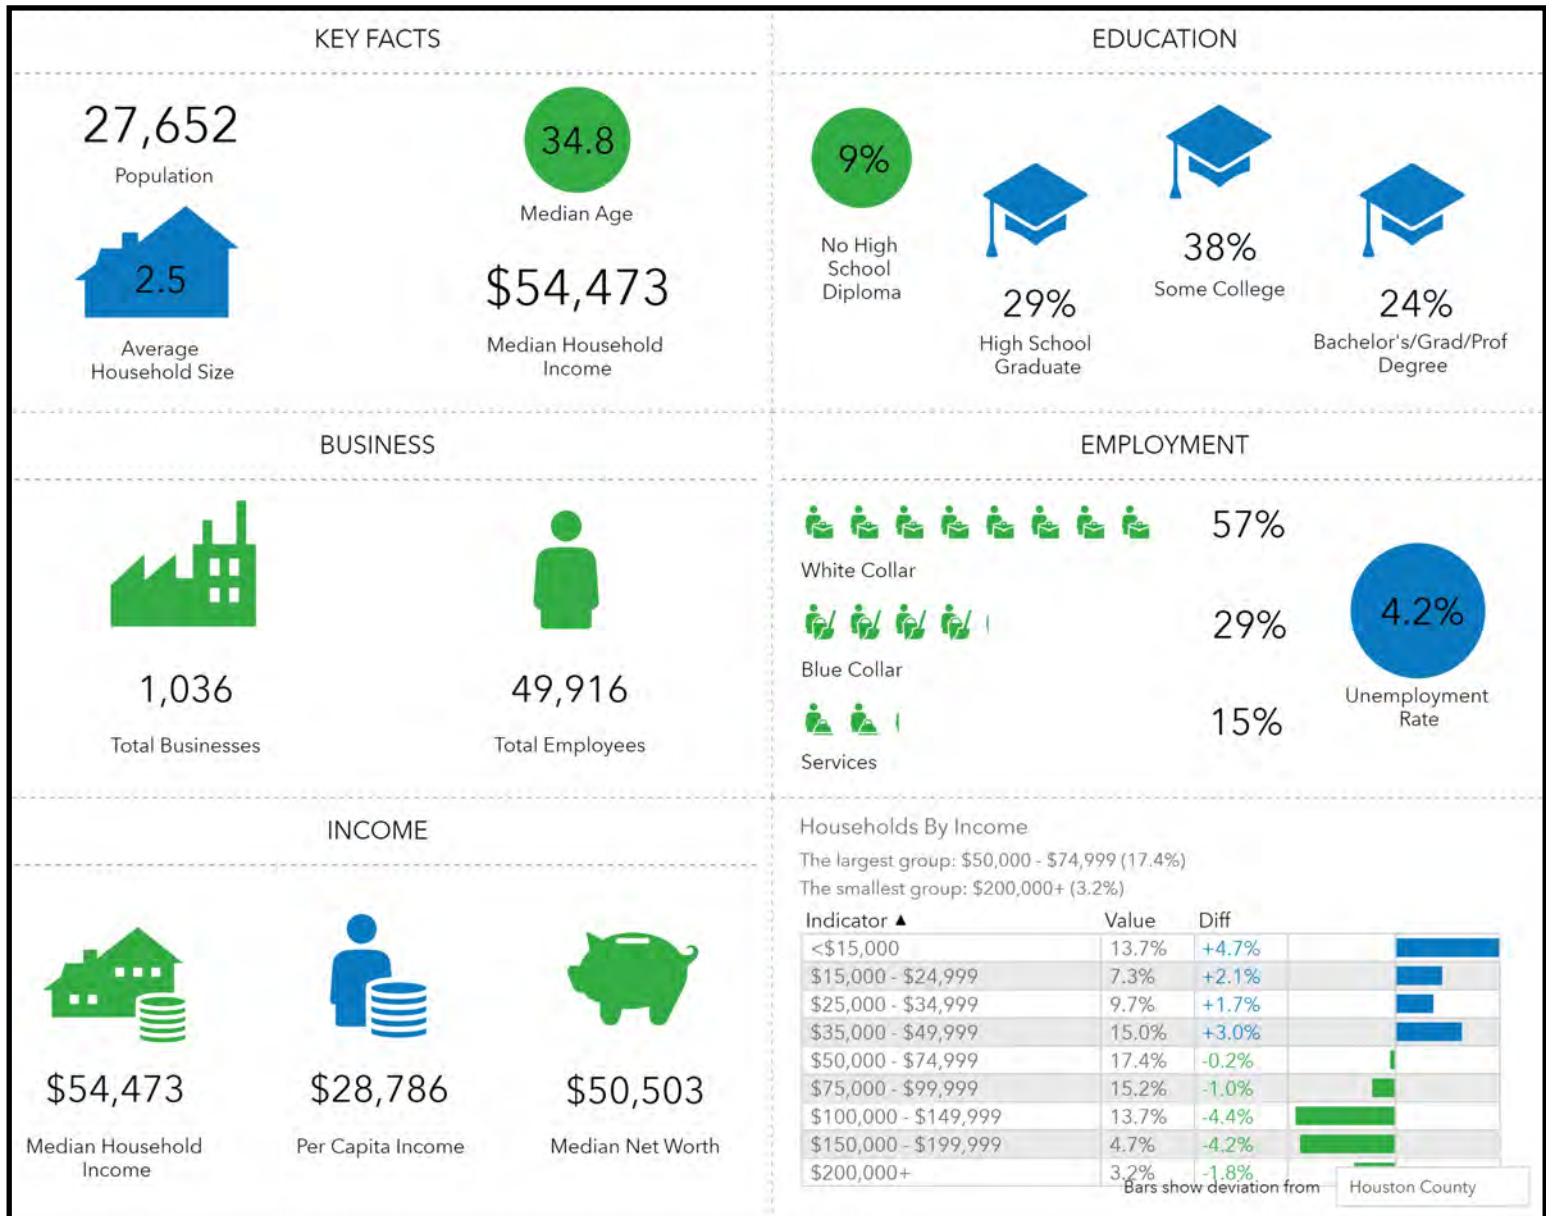 KEY FACTS
27,652
Population
34.8
Median Age
2.5
Average
Household Size
$54,473
Median Household
Income
EDUCATION
9%
No High
School
Diploma
29%
High School
Graduate
38%
Some College
24%
Bachelor's/Grad/Prof
Degree
BUSINESS
1,036
Total Businesses
49,916
Total Employees
EMPLOYMENT
57%
White Collar
29%
Blue Collar
15%
Services
4.2%
Unemployment
Rate
INCOME
$54,473
Median Household
Income
$28,786
Per Capita Income
$50,503
Median Net Worth
Households By Income
The largest group: $50,000 - $74,999 (17.4%)
The smallest group: $200,000+ (3.2%)
Indicator ▲ Value Diff
<$15,000 13.7% +4.7%
$15,000 - $24,999 7.3% +2.1%
$25,000 - $34,999 9.7% +1.7%
$35,000 - $49,999 15.0% +3.0%
$50,000 - $74,999 17.4% -0.2%
$75,000 - $99,999 15.2% -1.0%
$100,000 - $149,999 13.7% -4.4%
$150,000 - $199,999 4.7% -4.2%
$200,000+ 3.2% -1.8%
Bars show deviation from Houston County